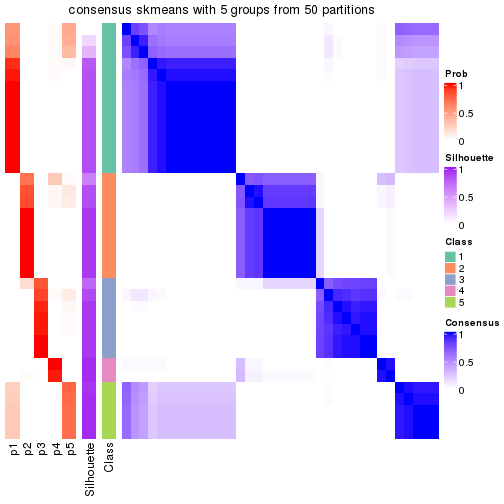 consensus skmeans with 5 groups from 50 partitions
Prob
1
0.5
0
Silhouette
1
0.5
0
Class
1
2
3
4
5
Consensus
1
0.5
0
p1
p2
p3
p4
p5
Silhouette
Class